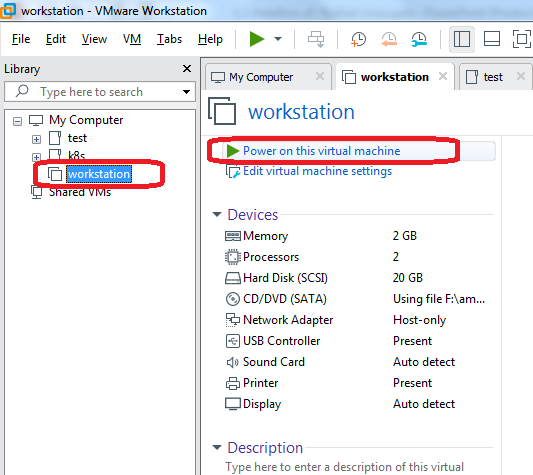 workstation - VMware Workstation
File Edit View VM Tabs Help
Library
Type here to search
My Computer
test
k8s
workstation
Shared VMs
My Computer workstation test
workstation
Power on this virtual machine
Edit virtual machine settings
Devices
Memory 2 GB
Processors 2
Hard Disk (SCSI) 20 GB
CD/DVD (SATA) Using file F:\am...
Network Adapter Host-only
USB Controller Present
Sound Card Auto detect
Printer Present
Display Auto detect
Description
Type here to enter a description of this virtual